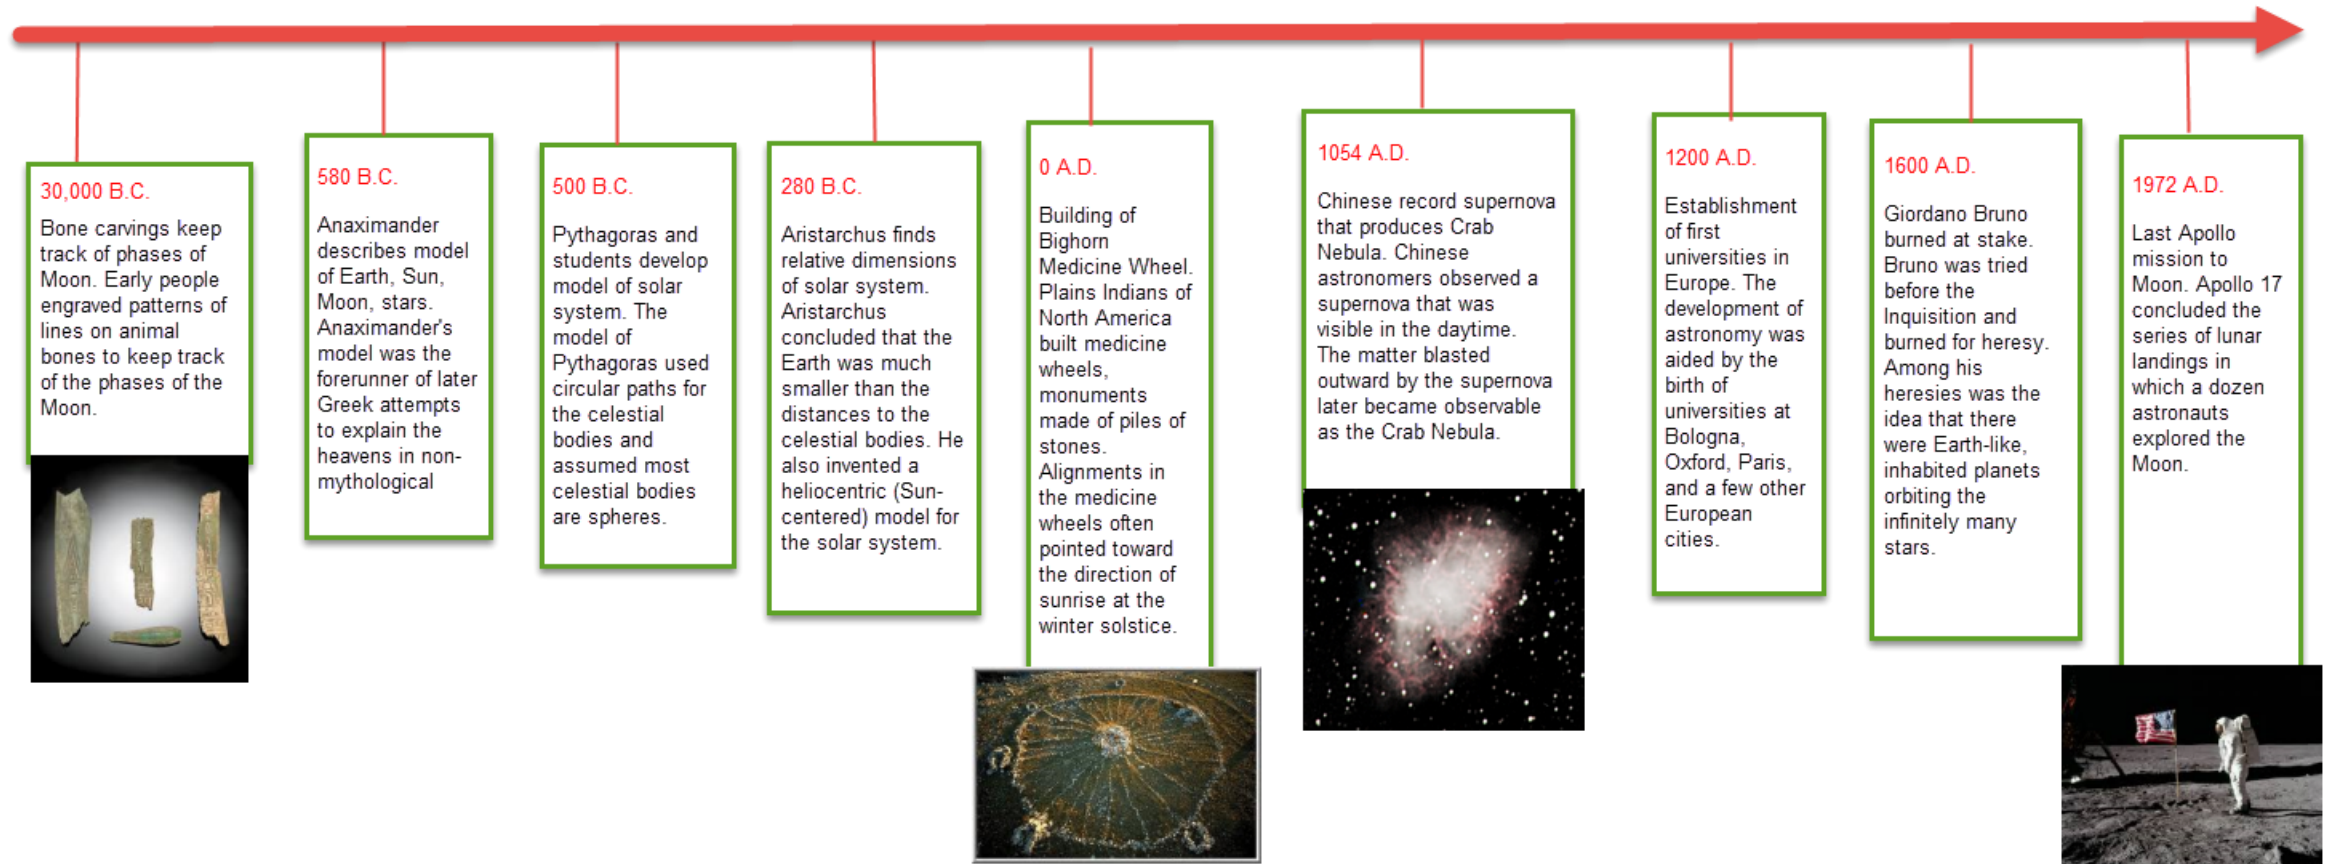 30,000 B.C.
Bone carvings keep
track of phases of
Moon. Early people
engraved patterns of
lines on animal
bones to keep track
of the phases of the
Moon.
580 B.C.
Anaximander
describes model
of Earth, Sun,
Moon, stars.
Anaximander's
model was the
forerunner of later
Greek attempts
to explain the
heavens in non-
mythological
500 B.C.
Pythagoras and
students develop
model of solar
system. The
model of
Pythagoras used
circular paths for
the celestial
bodies and
assumed most
celestial bodies
are spheres.
280 B.C.
Aristarchus finds
relative dimensions
of solar system.
Aristarchus
concluded that the
Earth was much
smaller than the
distances to the
celestial bodies. He
also invented a
heliocentric (Sun-
centered) model for
the solar system.
0 A.D.
Building of
Bighorn
Medicine Wheel.
Plains Indians of
North America
built medicine
wheels,
monuments
made of piles of
stones.
Alignments in
the medicine
wheels often
pointed toward
the direction of
sunrise at the
winter solstice.
1054 A.D.
Chinese record supernova
that produces Crab
Nebula. Chinese
astronomers observed a
supernova that was
visible in the daytime.
The matter blasted
outward by the supernova
later became observable
as the Crab Nebula.
1200 A.D.
Establishment
of first
universities in
Europe. The
development of
astronomy was
aided by the
birth of
universities at
Bologna,
Oxford, Paris,
and a few other
European
cities.
1600 A.D.
Giordano Bruno
burned at stake.
Bruno was tried
before the
Inquisition and
burned for heresy.
Among his
heresies was the
idea that there
were Earth-like,
inhabited planets
orbiting the
infinitely many
stars.
1972 A.D.
Last Apollo
mission to
Moon. Apollo 17
concluded the
series of lunar
landings in
which a dozen
astronauts
explored the
Moon.